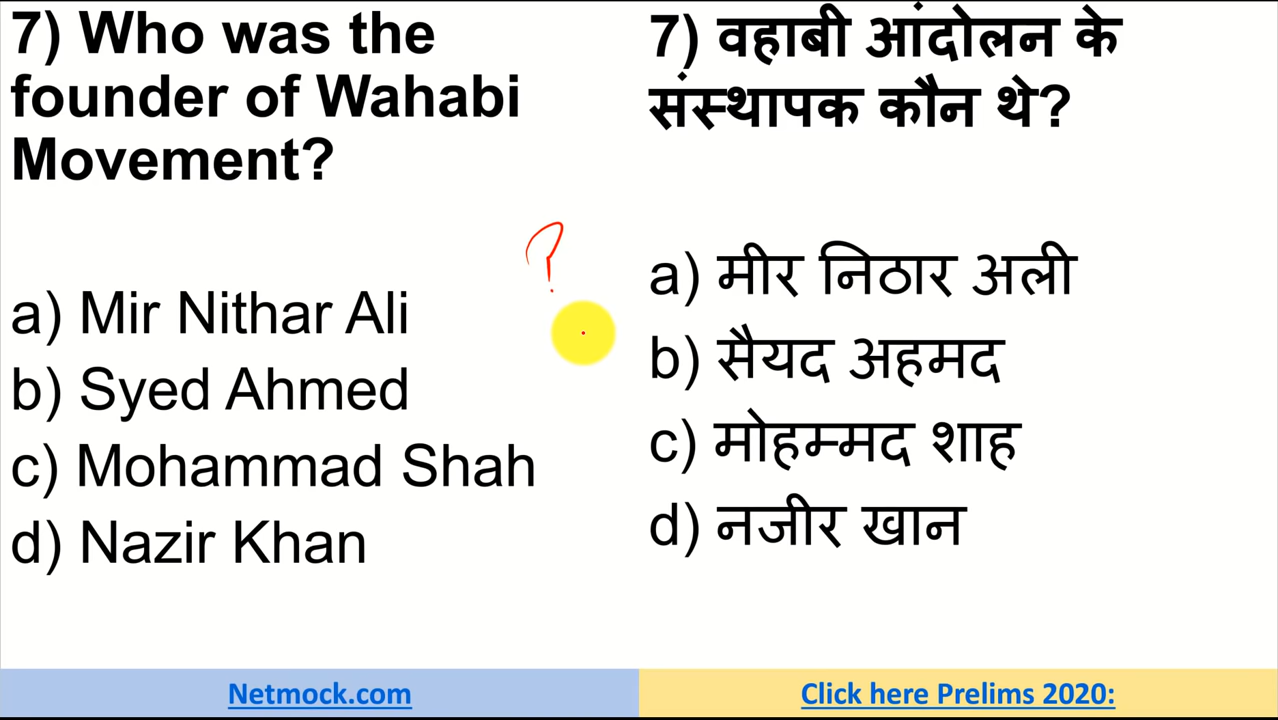 7) Who was the
founder of Wahabi
Movement?
?
a) Mir Nithar Ali
b) Syed Ahmed
c) Mohammad Shah
d) Nazir Khan
7) वहाबी आंदोलन के
संस्थापक कौन थे?
a) मीर निठार अली
b) सैयद अहमद
c) मोहम्मद शाह
d) नजीर खान
Netmock.com
Click here Prelims 2020: